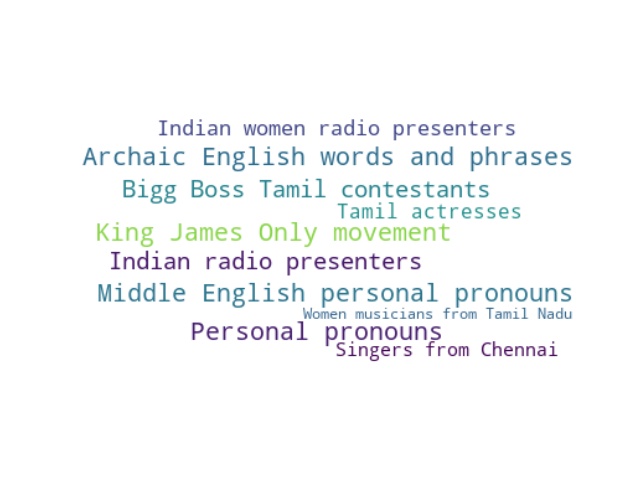 Indian women radio presenters
Archaic English words and phrases
Bigg Boss Tamil contestants
Tamil actresses
King James Only movement
Indian radio presenters
Middle English personal pronouns
Women musicians from Tamil Nadu
Personal pronouns
Singers from Chennai